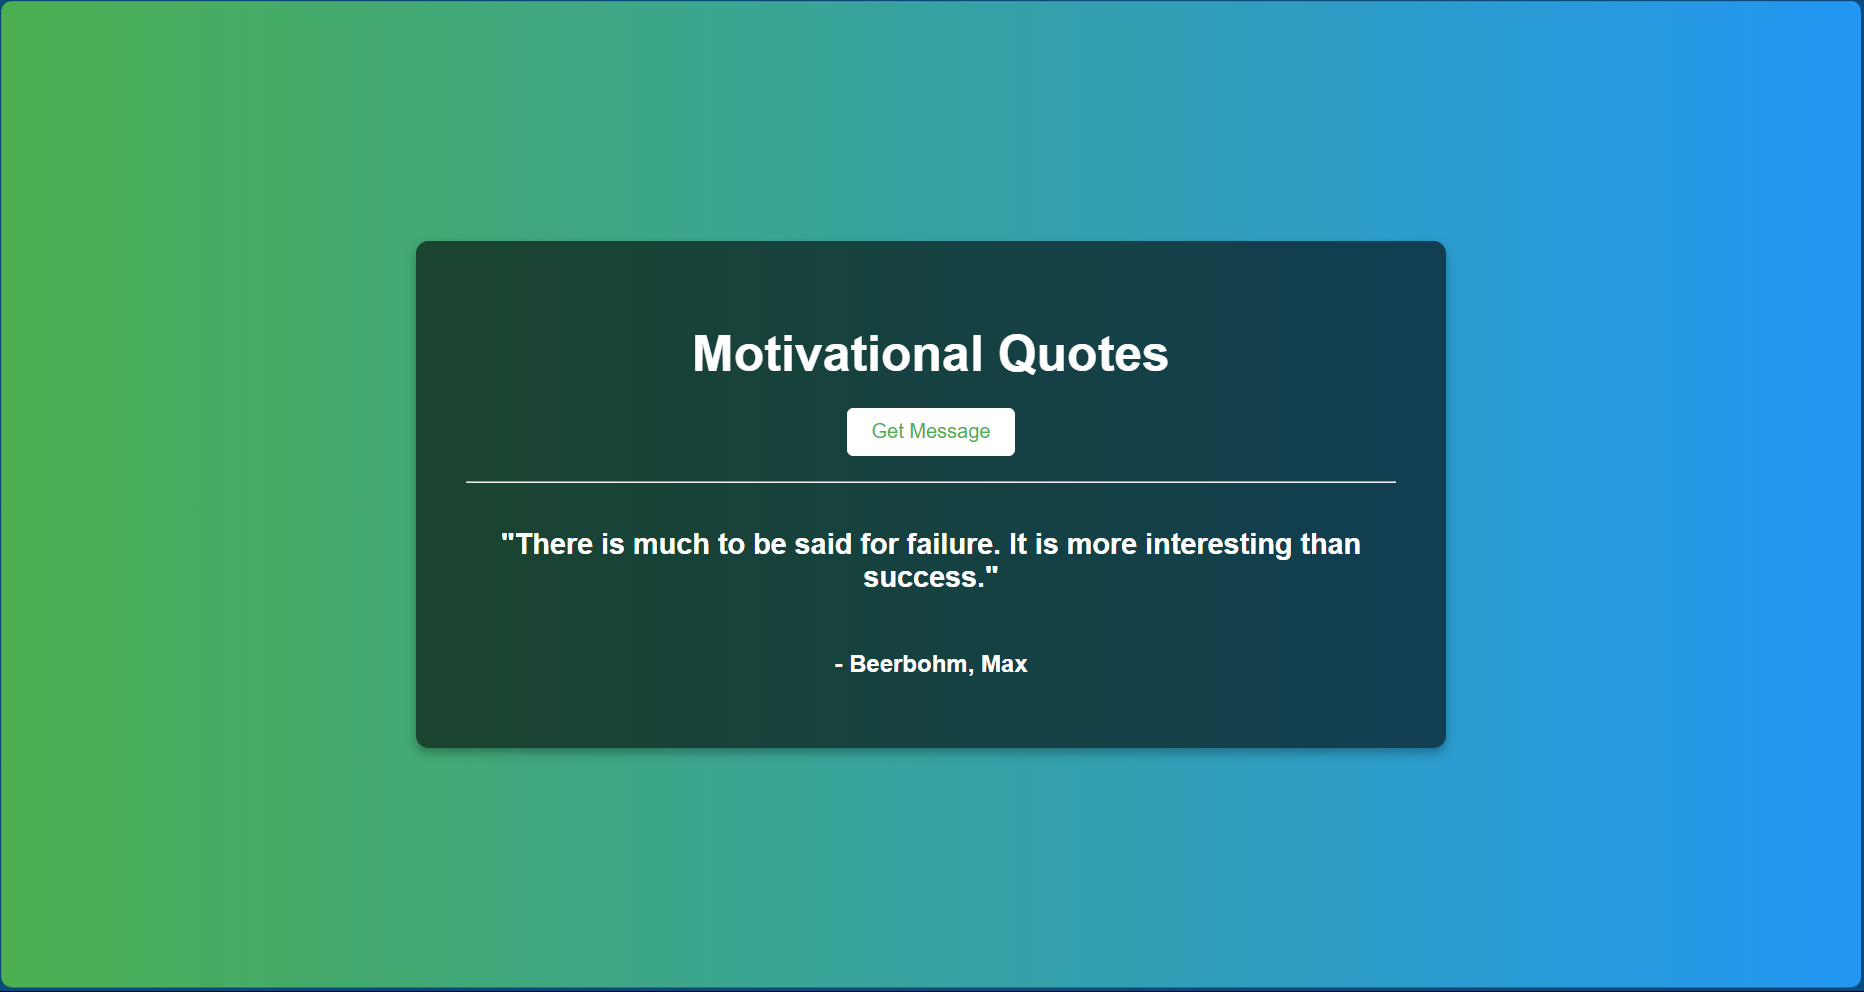 Motivational Quotes
Get Message
"There is much to be said for failure. It is more interesting than
success."
- Beerbohm, Max